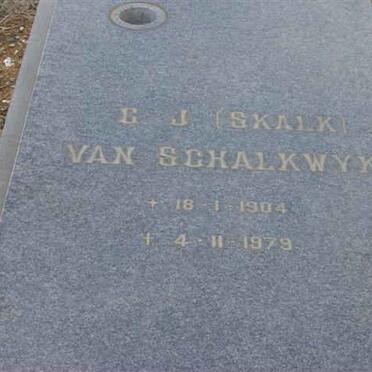 C J (SKALK)
VAN SCHALKWYK
+ 18 - 1 - 1904
+ 4 - 11 - 1979